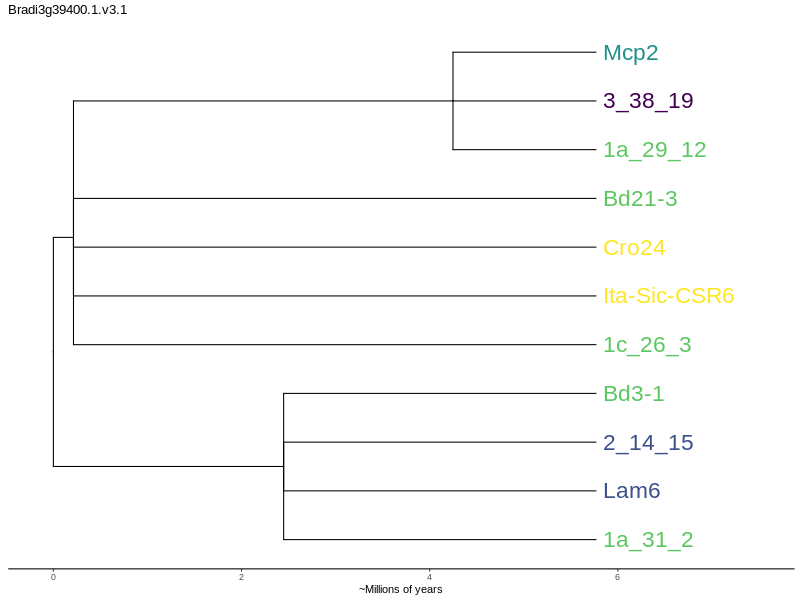 Bradi3g39400.1.v3.1
Mcp2
3_38_19
1a_29_12
Bd21-3
Cro24
Ita-Sic-CSR6
1c_26_3
Bd3-1
2_14_15
Lam6
1a_31_2
0 2 4 6
~Millions of years